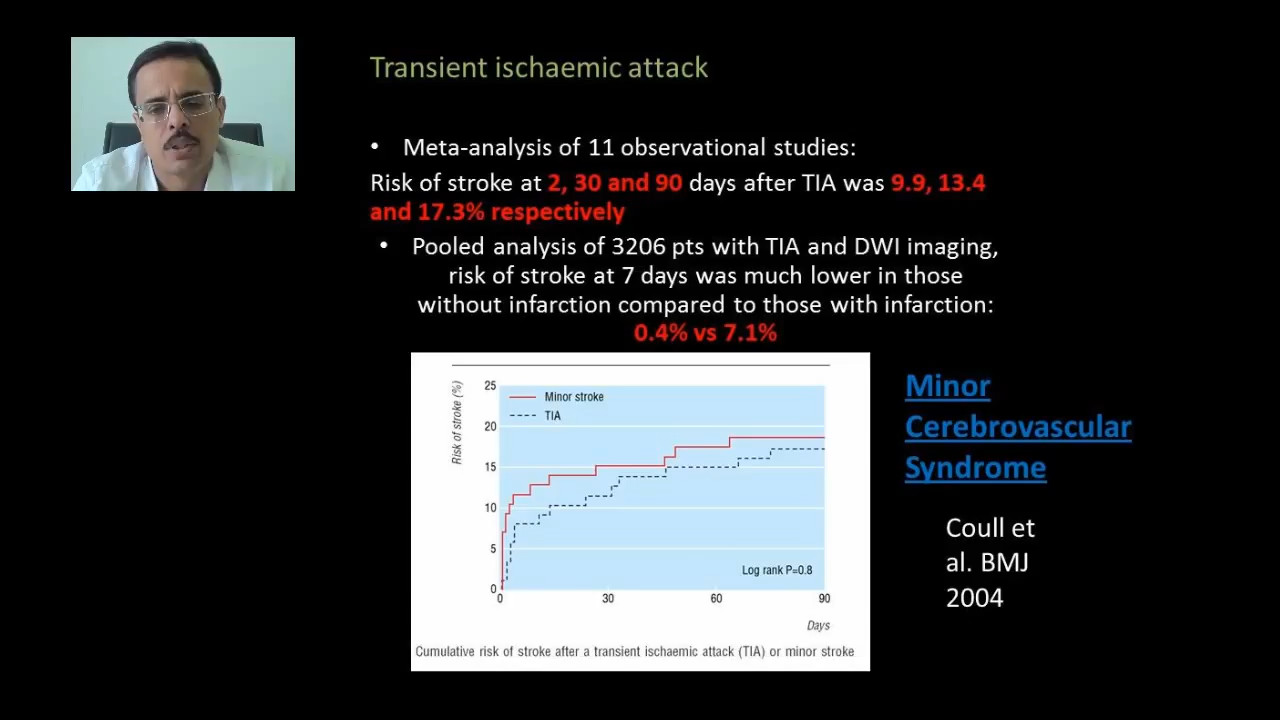 Transient ischaemic attack
• Meta-analysis of 11 observational studies:
Risk of stroke at 2, 30 and 90 days after TIA was 9.9, 13.4
and 17.3% respectively
• Pooled analysis of 3206 pts with TIA and DWI imaging,
risk of stroke at 7 days was much lower in those
without infarction compared to those with infarction:
0.4% vs 7.1%
Risk of stroke (%)
25
20
15
10
5
0
Minor stroke
TIA
Log rank P=0.8
0 30 60 90
Days
Cumulative risk of stroke after a transient ischaemic attack (TIA) or minor stroke
Minor
Cerebrovascular
Syndrome
Coull et
al. BMJ
2004